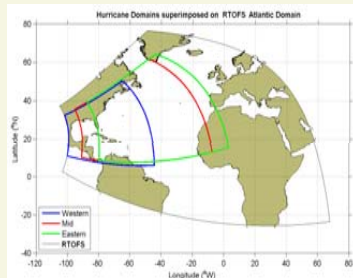 Hurricane Domains superimposed on RTOFS Atlantic Domain
80
60
40
20
0
-20
-40
Latitude (°N)
Western
Mid
Eastern
RTOFS
-120 -100 -80 -60 -40 -20 0 20 40 60 80
Longitude (°W)